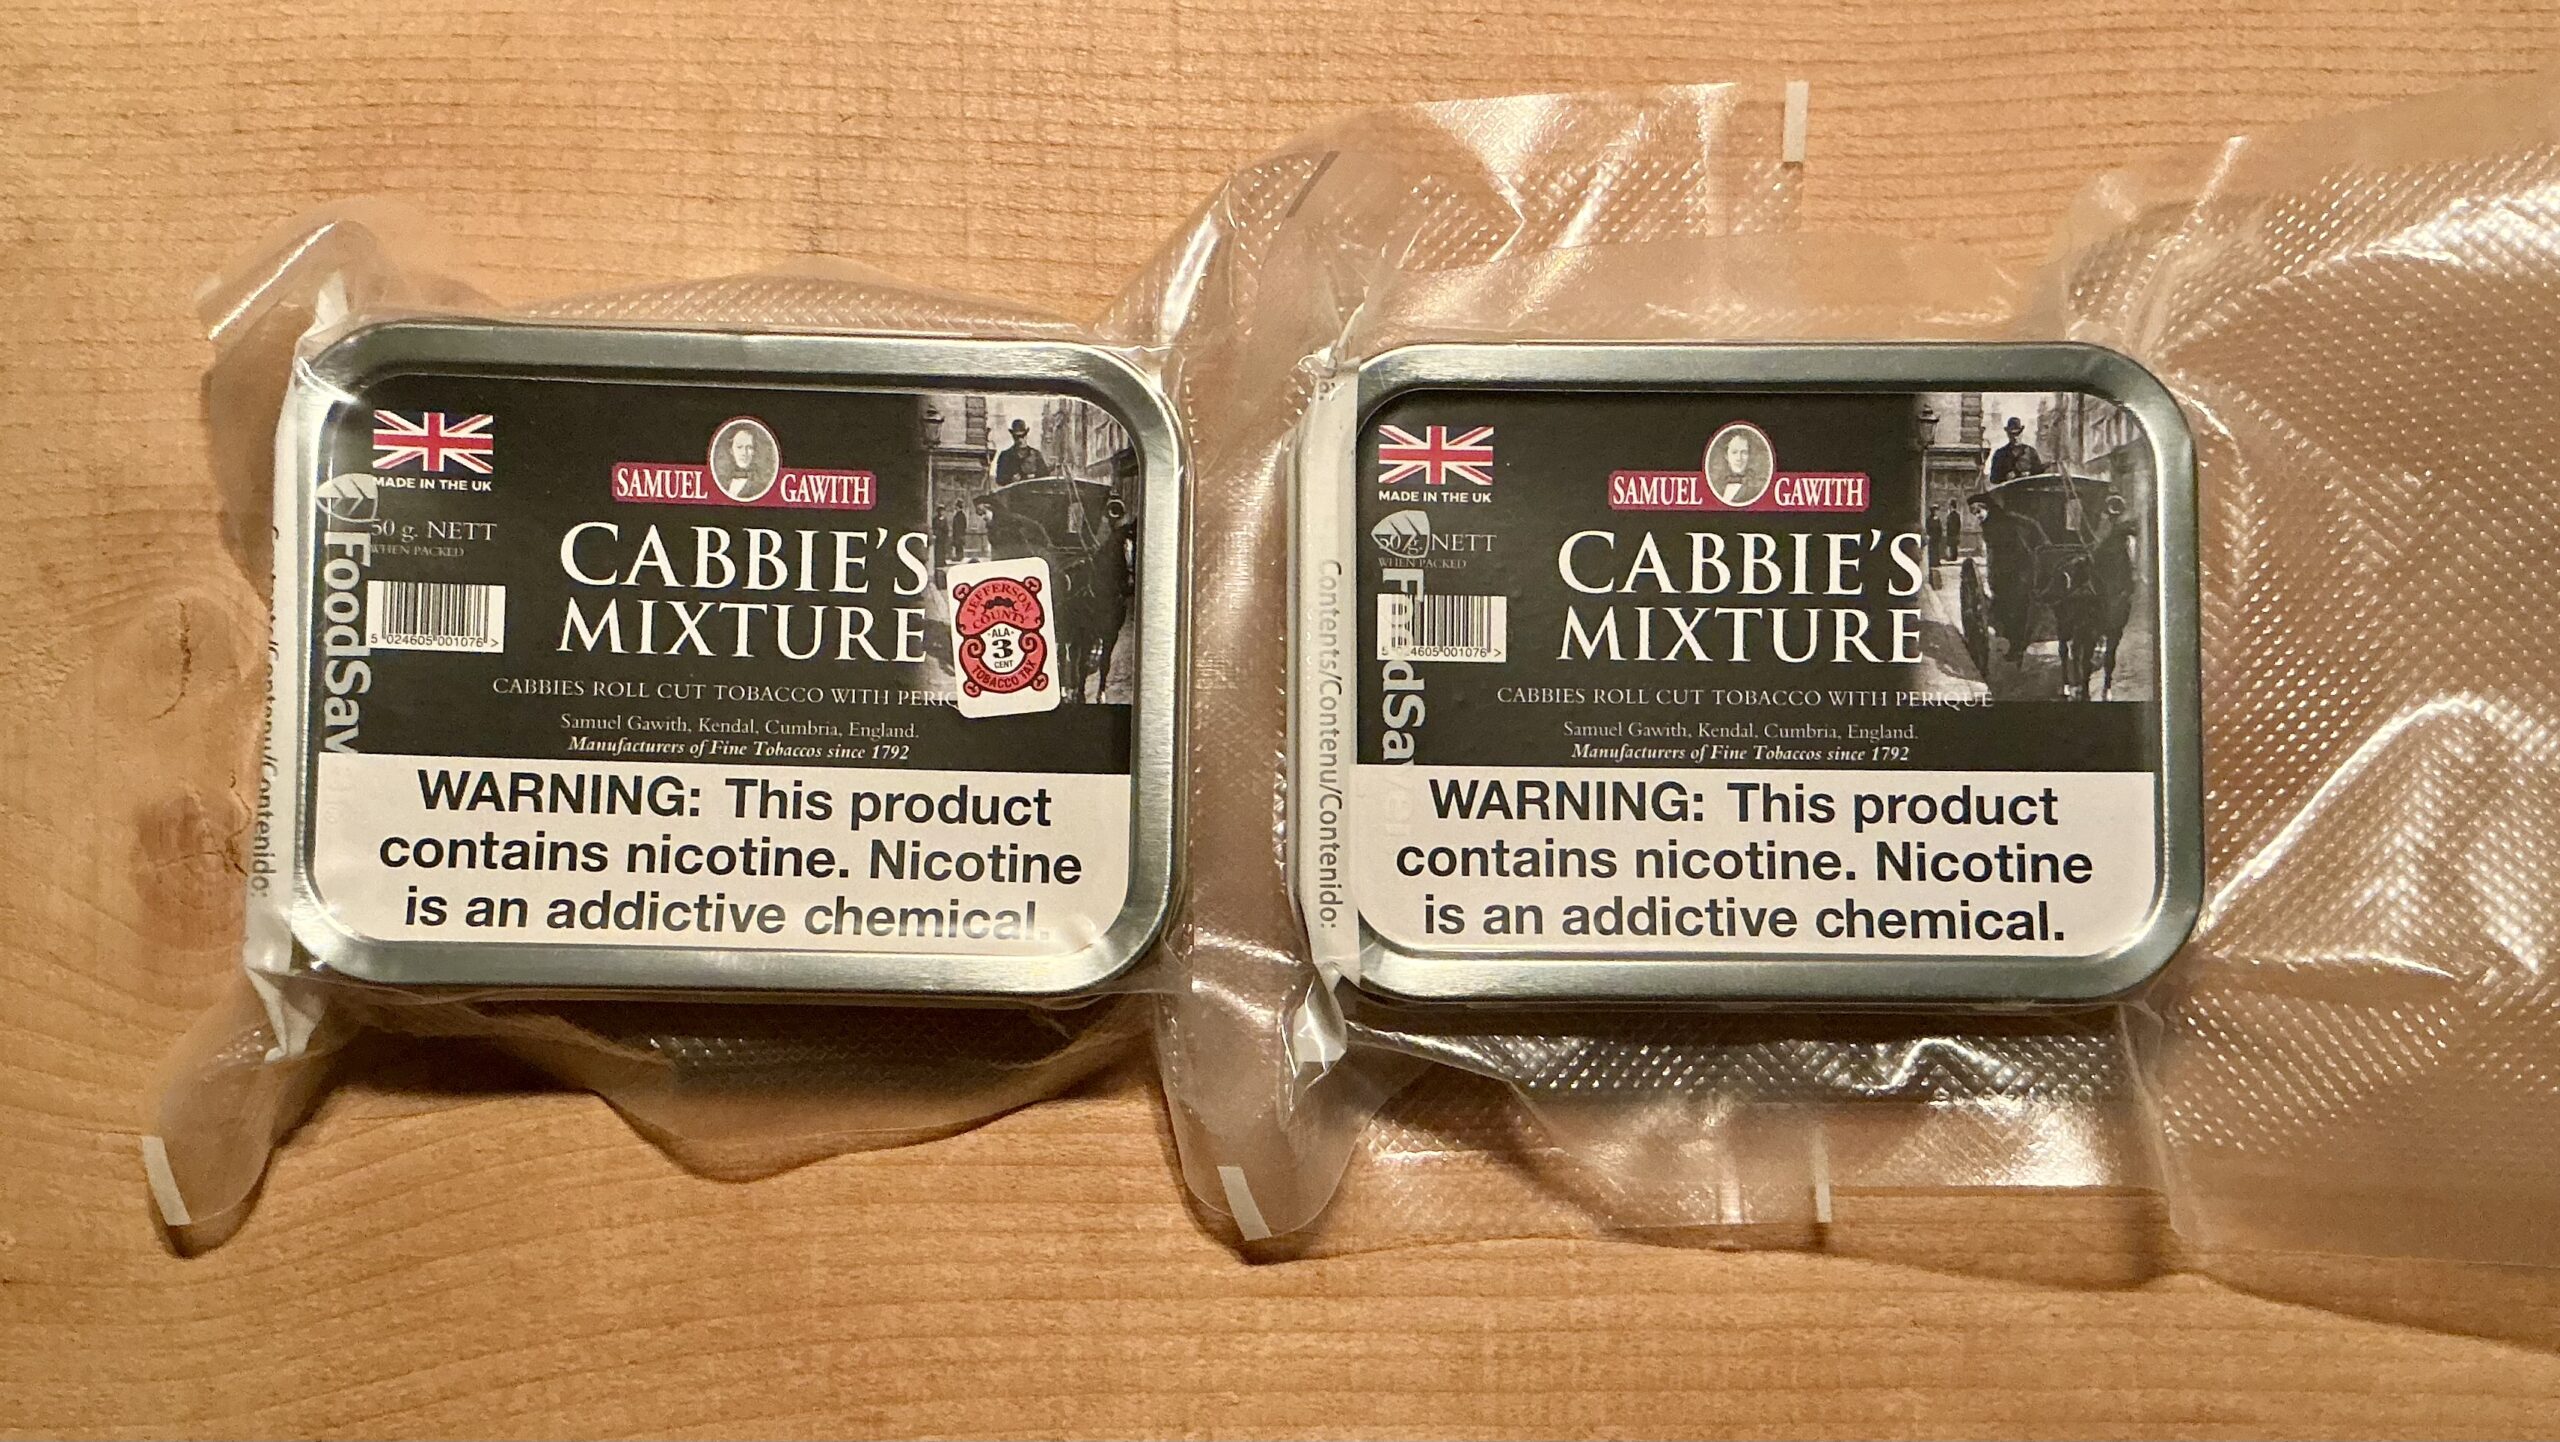 MADE IN THE UK
50 g. NETT
WHEN PACKED
5 024605 001076 >
SAMUEL GAWITH
CABBIE'S
MIXTURE
CABBIES ROLL CUT TOBACCO WITH
Samuel Gawith, Kendal, Cumbria, England.
Manufacturers of Fine Tobaccos since 1792
JEFFERSON
COUNTY
ALA
3
CENT
TOBACCO TAX
WARNING: This product
contains nicotine. Nicotine
is an addictive chemical.
FoodSav
/Contenu/Contenido:
MADE IN THE UK
50 g. NETT
WHEN PACKED
4605 001076 >
SAMUEL GAWITH
CABBIE'S
MIXTURE
CABBIES ROLL CUT TOBACCO WITH PERIQUE
Samuel Gawith, Kendal, Cumbria, England.
Manufacturers of Fine Tobaccos since 1792
WARNING: This product
contains nicotine. Nicotine
is an addictive chemical.
FoodSaver
Contents/Contenu/Contenido: